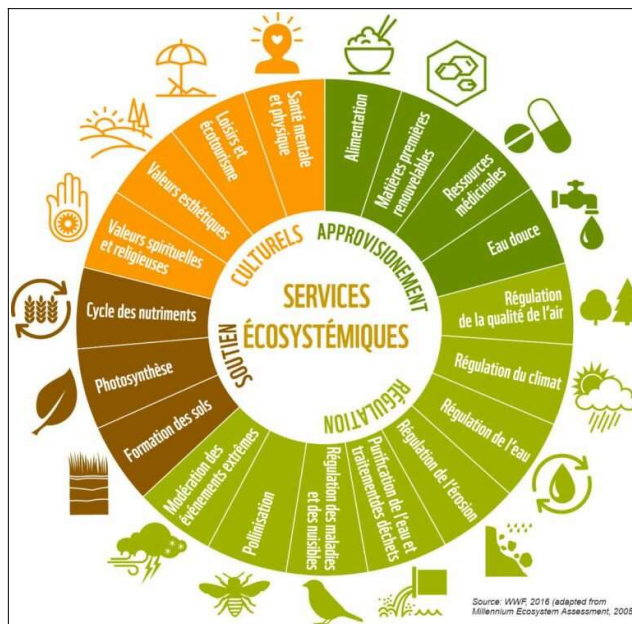 Santé mentale
et physique
Loisirs et
écotourisme
Valeurs esthétiques
Valeurs spirituelles
et religieuses
Alimentation
Matières premières
renouvelables
Ressources
médicinales
Eau douce
CULTURELS
APPROVISIONEMENT
SERVICES
ÉCOSYSTÉMIQUES
SOUTIEN
RÉGULATION
Cycle des nutriments
Photosynthèse
Formation des sols
Régulation
de la qualité de l'air
Régulation du climat
Régulation de l'eau
Régulation de l'érosion
Purification de l'eau et
traitementdes déchets
Régulation des maladies
et des nuisibles
Pollinisation
Modération des
événements extrêmes
Source: WWF, 2016 (adapted from
Millennium Ecosystem Assessment, 2005